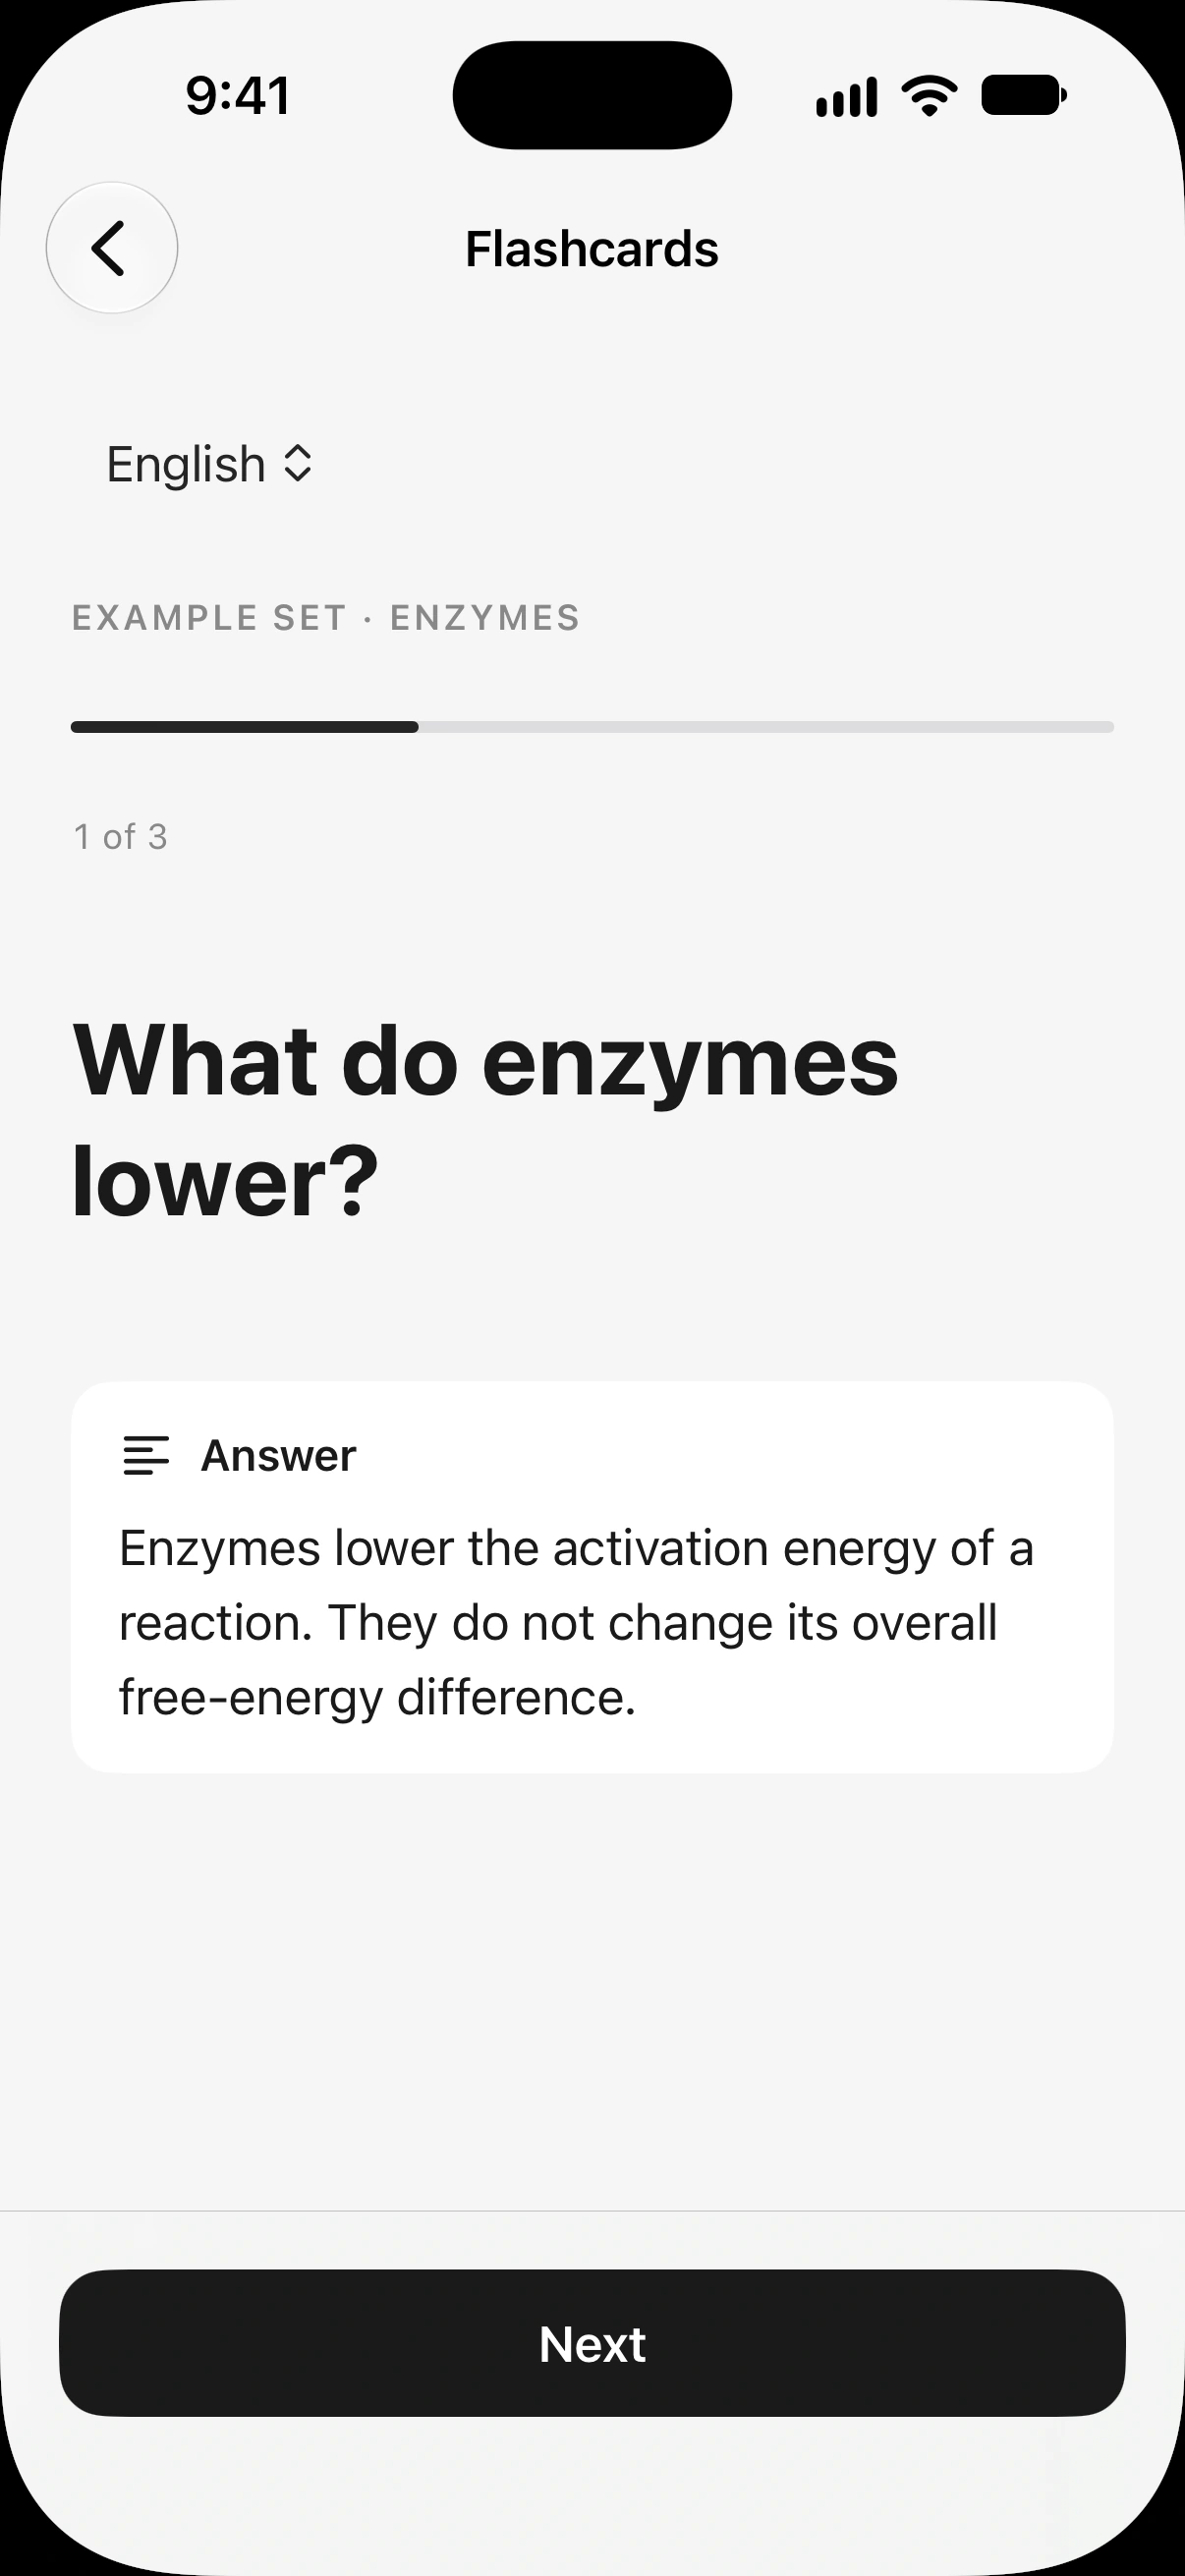 9:41
Flashcards
English
EXAMPLE SET · ENZYMES
1 of 3
What do enzymes
lower?
Answer
Enzymes lower the activation energy of a
reaction. They do not change its overall
free-energy difference.
Next